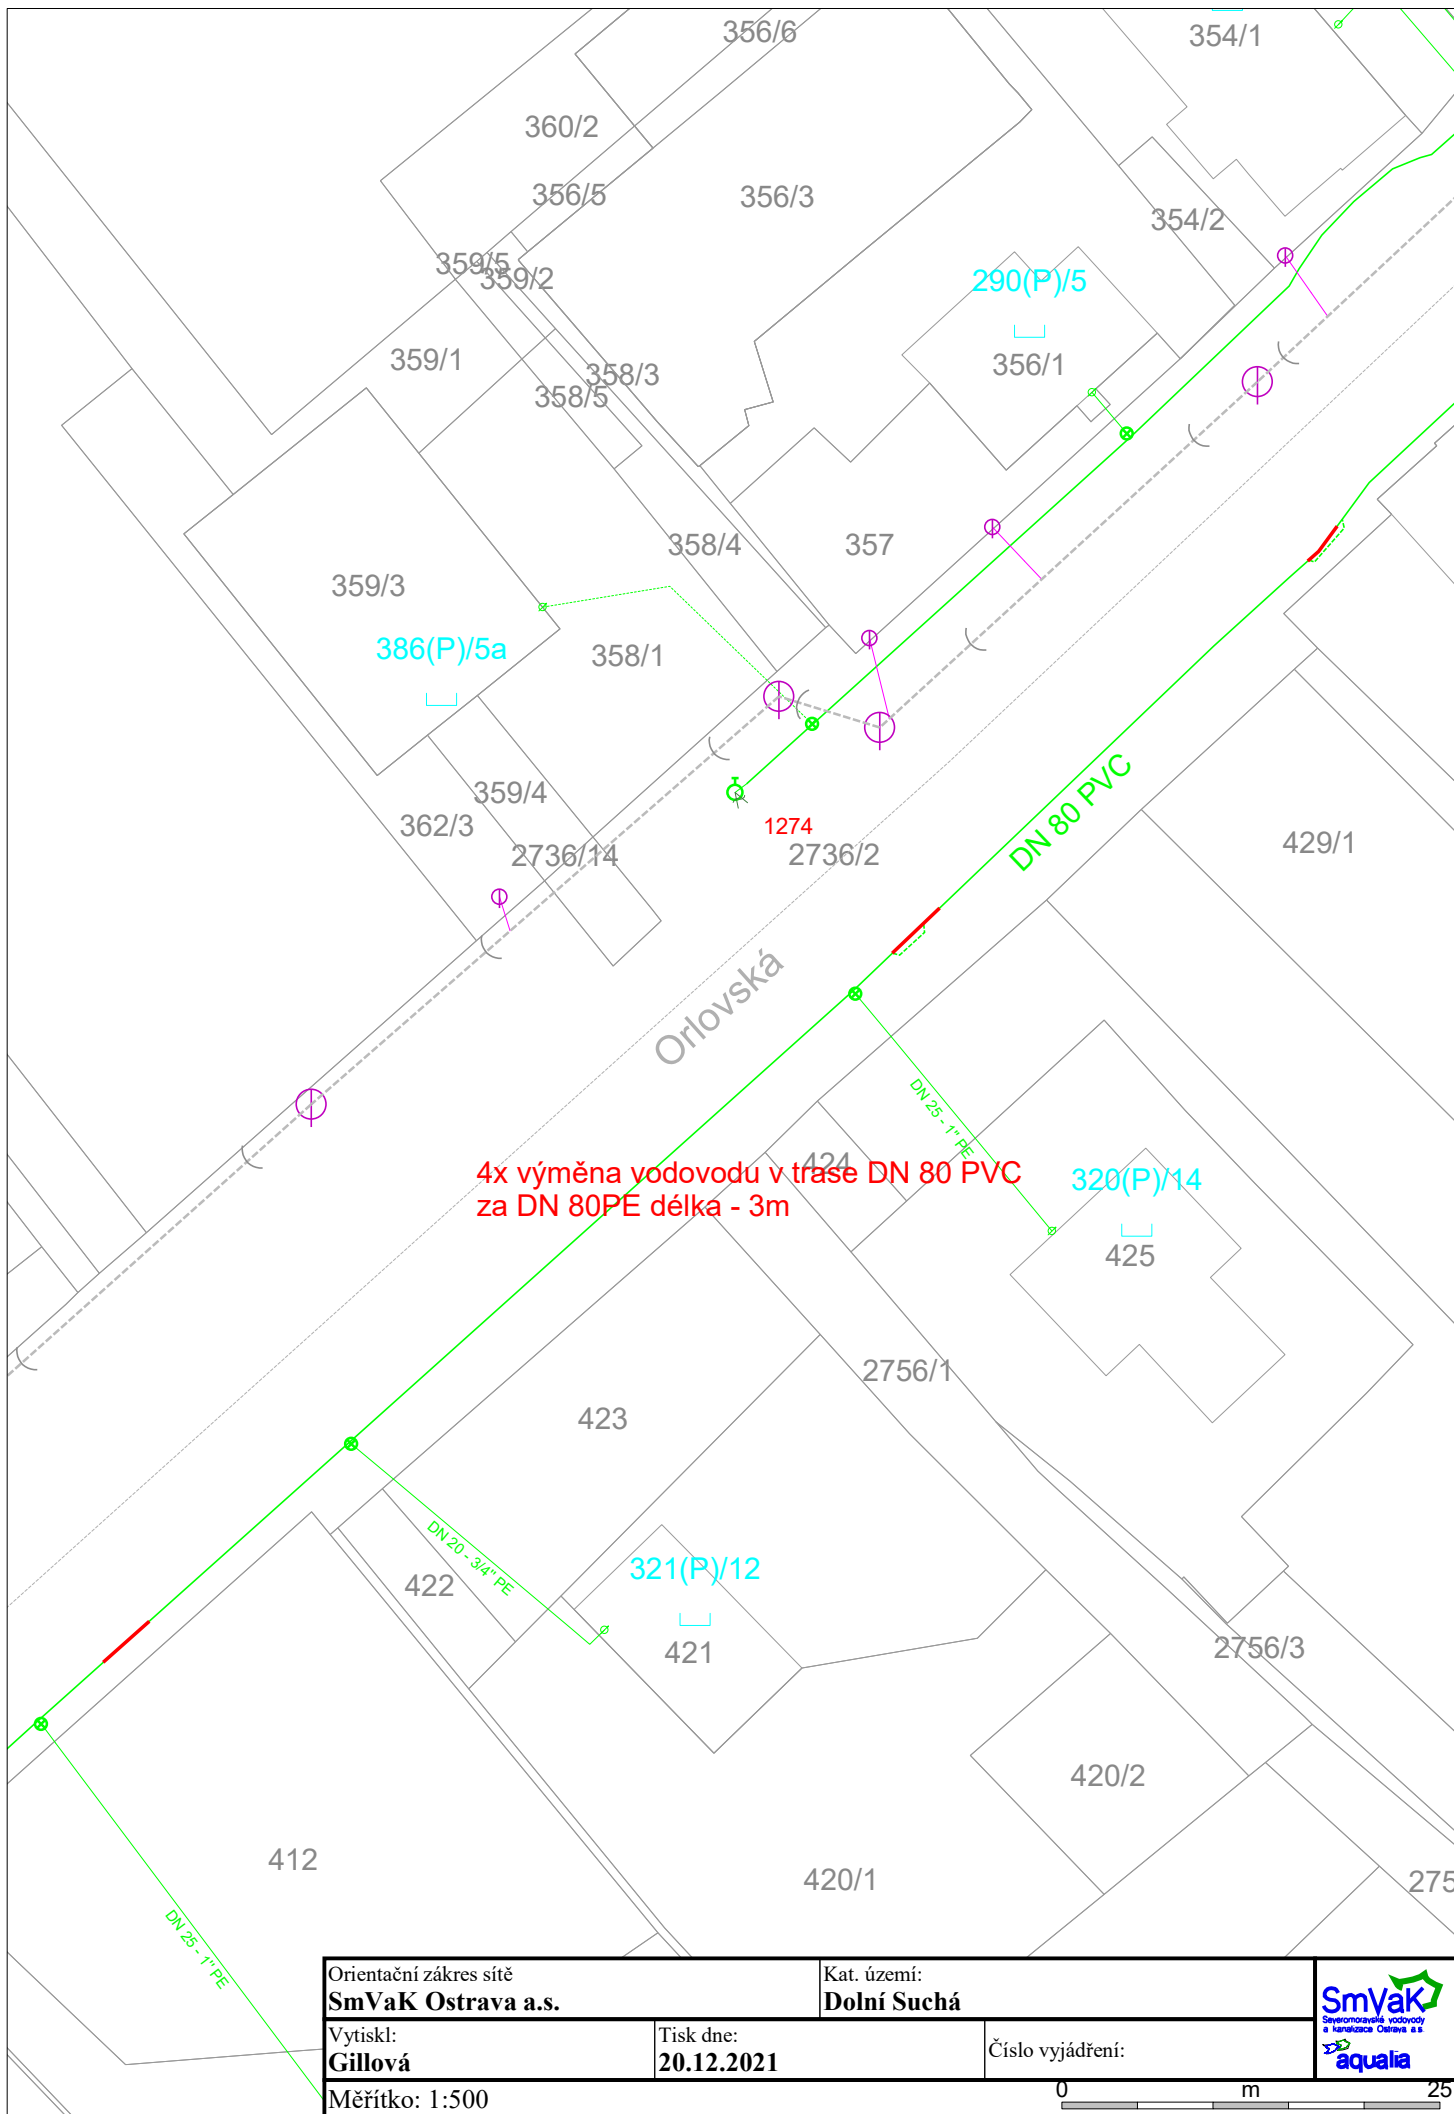 356/6
354/1
360/2
356/5
356/3
354/2
359/5
359/2
290(P)/5
359/1
358/3
356/1
358/5
358/4
357
359/3
386(P)/5a
358/1
359/4
362/3
1274
2736/14
2736/2
DN 80 PVC
429/1
Orlovská
DN 25 - 1" PE
424
4x výměna vodovodu v trase DN 80 PVC
za DN 80PE délka - 3m
320(P)/14
425
2756/1
423
DN 20 - 3/4" PE
422
321(P)/12
421
2756/3
420/2
412
420/1
275
DN 25 - 1" PE
Orientační zákres sítě
SmVaK Ostrava a.s.
Kat. území:
Dolní Suchá
Vytiskl:
Gillová
Tisk dne:
20.12.2021
Číslo vyjádření:
SmVaK
Severomoravské vodovody
a kanalizace Ostrava a.s.
aqualia
Měřítko: 1:500
0 m 25